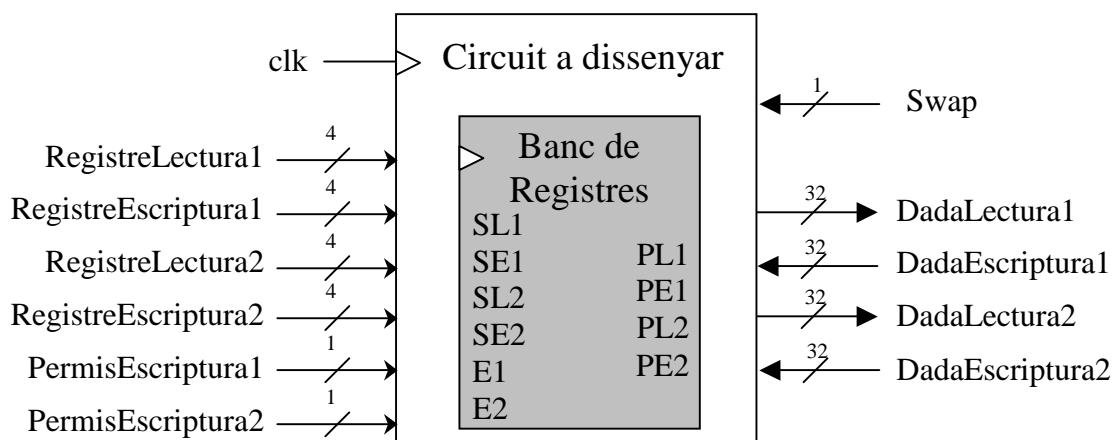 Circuit a dissenyar
clk
1
Swap
4
RegistreLectura1
Banc de
Registres
4
RegistreEscriptura1
32
DadaLectura1
SL1
4
RegistreLectura2
SE1
PL1
32
DadaEscriptura1
SL2
PE1
4
RegistreEscriptura2
32
DadaLectura2
SE2
PL2
1
PermisEscriptura1
E1
PE2
32
DadaEscriptura2
1
PermisEscriptura2
E2